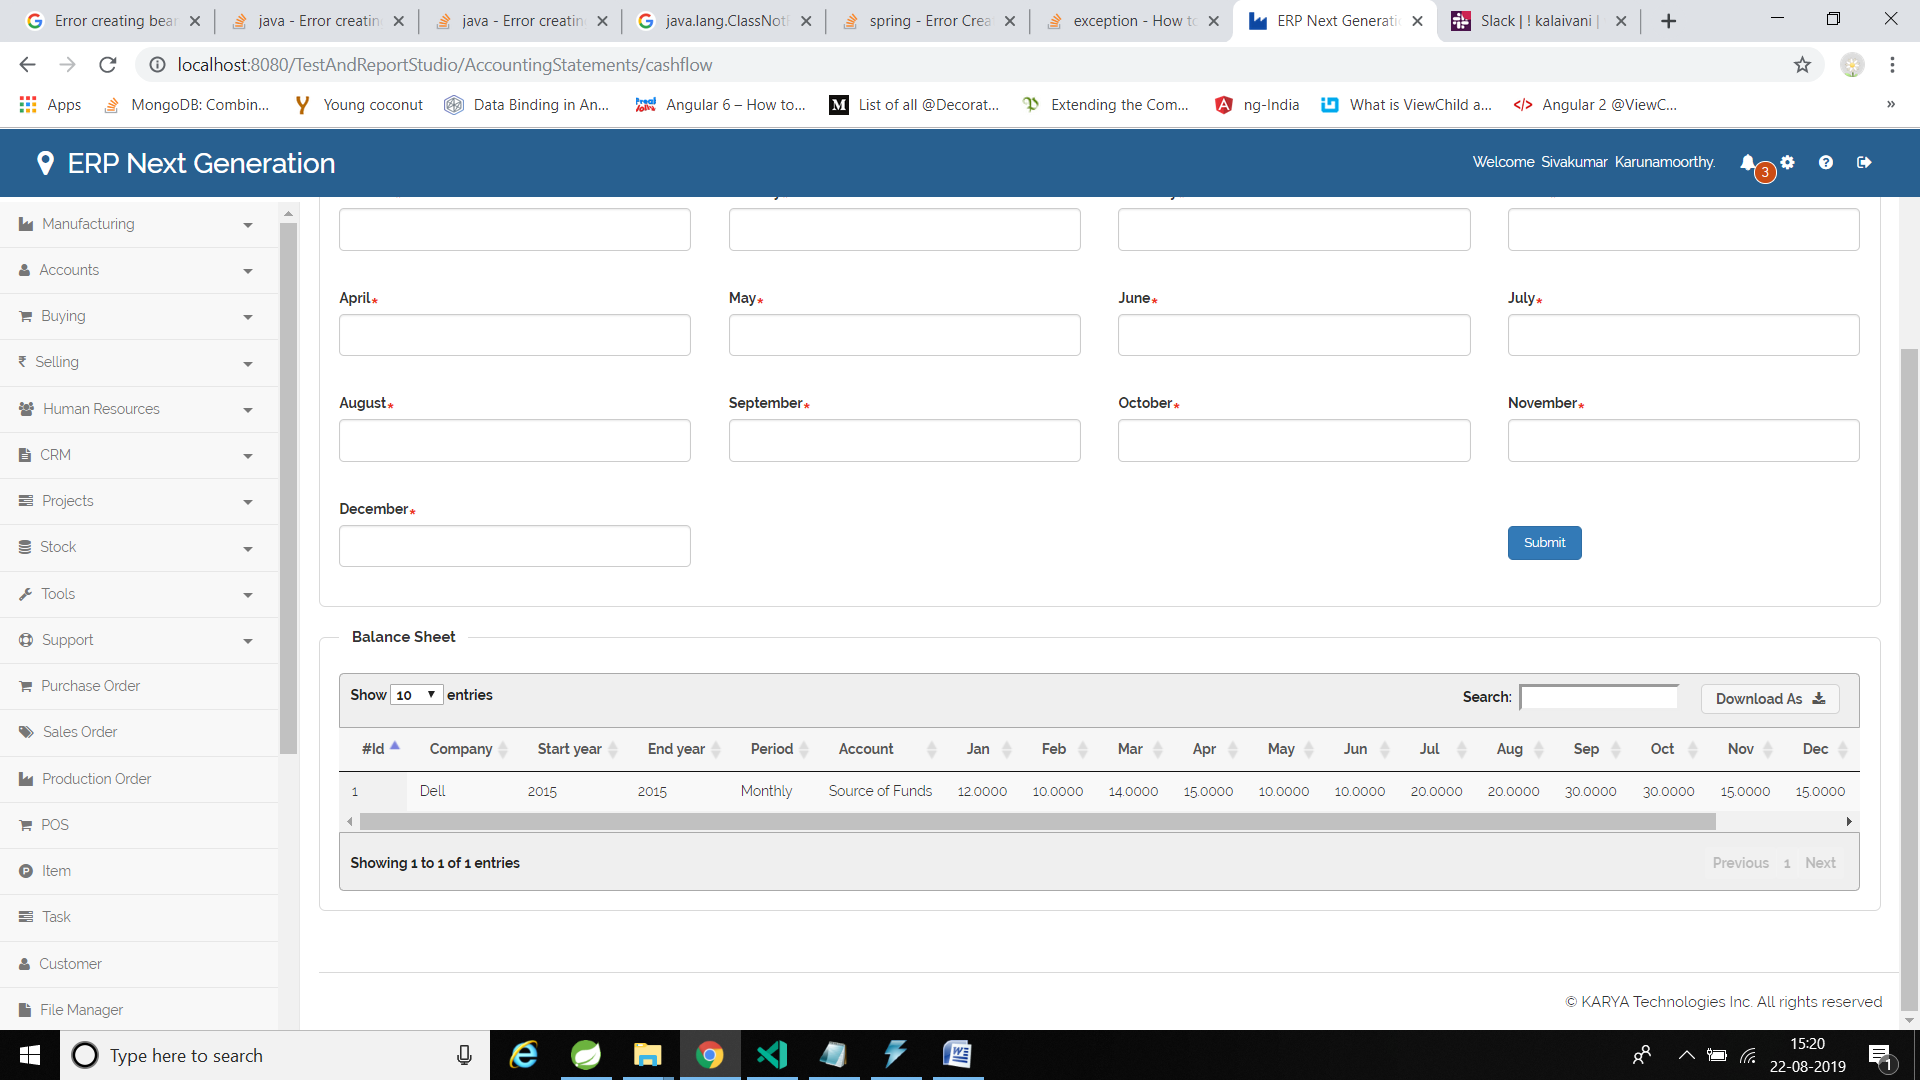 Error creating bea
java - Error creatin
java - Error creatin
java.lang.ClassNot
spring - Error Crea
exception - How to
ERP Next Generati
Slack | ! kalaivani |
localhost:8080/TestAndReportStudio/AccountingStatements/cashflow
Apps
MongoDB: Combin...
Young coconut
Data Binding in An...
Angular 6 – How to...
List of all @Decorat...
Extending the Com...
ng-India
What is ViewChild a...
Angular 2 @ViewC...
»
ERP Next Generation
Welcome Sivakumar Karunamoorthy.
3
Manufacturing
Accounts
Buying
Selling
Human Resources
CRM
Projects
Stock
Tools
Support
Purchase Order
Sales Order
Production Order
POS
Item
Task
Customer
File Manager
April*
May*
June*
July*
August*
September*
October*
November*
December*
Submit
Balance Sheet
Show 10 entries
Search:
Download As
#Id Company Start year End year Period Account Jan Feb Mar Apr May Jun Jul Aug Sep Oct Nov Dec
1 Dell 2015 2015 Monthly Source of Funds 12.0000 10.0000 14.0000 15.0000 10.0000 10.0000 20.0000 20.0000 30.0000 30.0000 15.0000 15.0000
Showing 1 to 1 of 1 entries
Previous 1 Next
© KARYA Technologies Inc. All rights reserved
Type here to search
15:20
22-08-2019
1